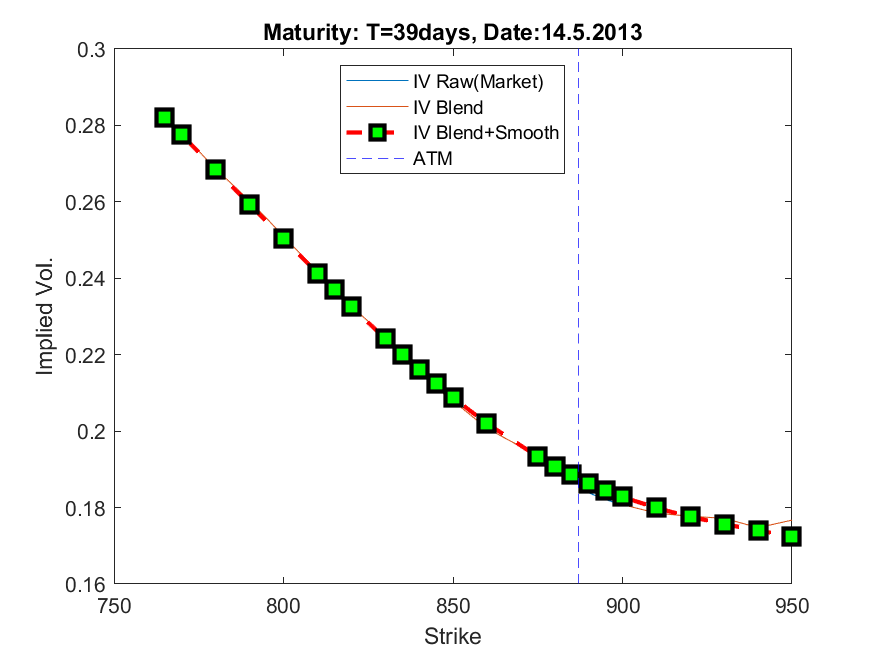 Maturity: T=39days, Date:14.5.2013
0.3
IV Raw(Market)
IV Blend
0.28
IV Blend+Smooth
ATM
0.26
0.24
Implied Vol.
0.22
0.2
0.18
0.16
750 800 850 900 950
Strike